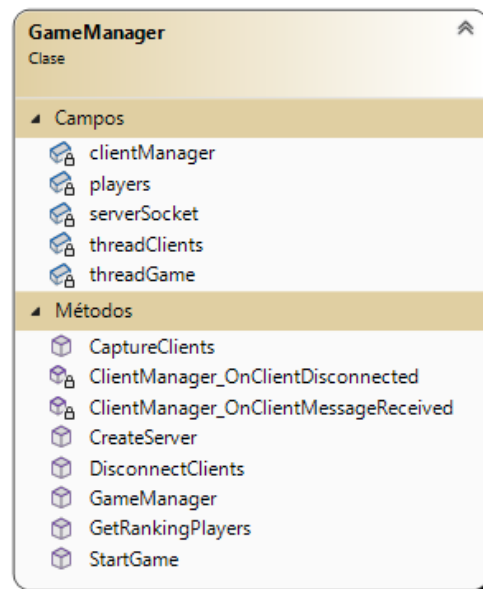 GameManager
Clase
Campos
clientManager
players
serverSocket
threadClients
threadGame
Métodos
CaptureClients
ClientManager_OnClientDisconnected
ClientManager_OnClientMessageReceived
CreateServer
DisconnectClients
GameManager
GetRankingPlayers
StartGame